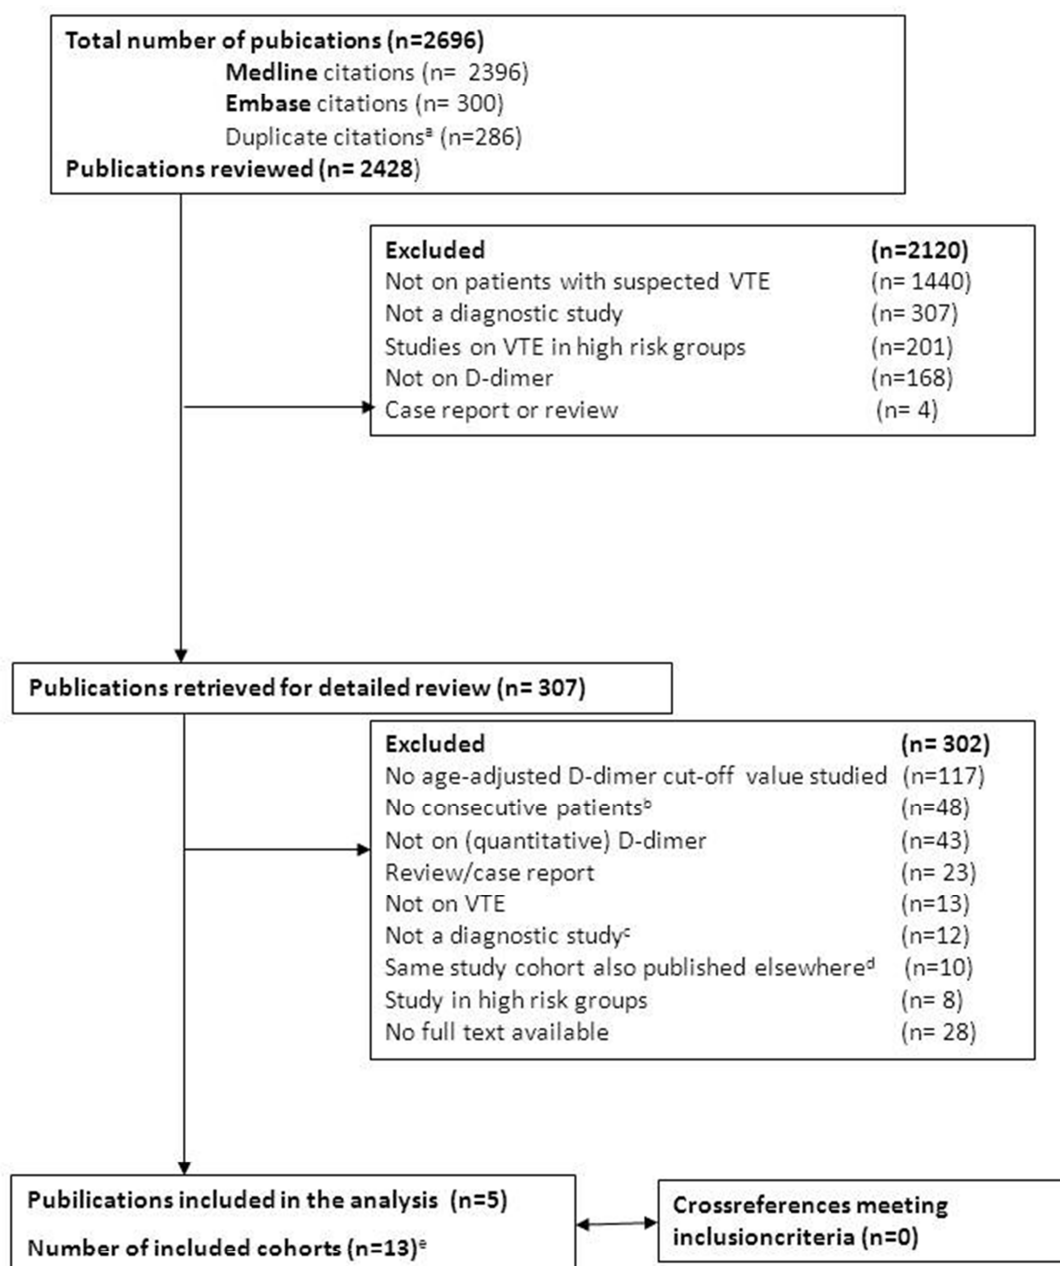 Total number of pubications (n=2696)
Medline citations (n= 2396)
Embase citations (n= 300)
Duplicate citationsª (n=286)
Publications reviewed (n= 2428)
Excluded (n=2120)
Not on patients with suspected VTE (n= 1440)
Not a diagnostic study (n= 307)
Studies on VTE in high risk groups (n=201)
Not on D-dimer (n=168)
Case report or review (n= 4)
Publications retrieved for detailed review (n= 307)
Excluded (n= 302)
No age-adjusted D-dimer cut-off value studied (n=117)
No consecutive patientsᵇ (n=48)
Not on (quantitative) D-dimer (n=43)
Review/case report (n= 23)
Not on VTE (n=13)
Not a diagnostic studyᶜ (n=12)
Same study cohort also published elsewhereᵈ (n=10)
Study in high risk groups (n= 8)
No full text available (n= 28)
Pubilications included in the analysis (n=5)
Number of included cohorts (n=13)ᵉ
Crossreferences meeting
inclusioncriteria (n=0)